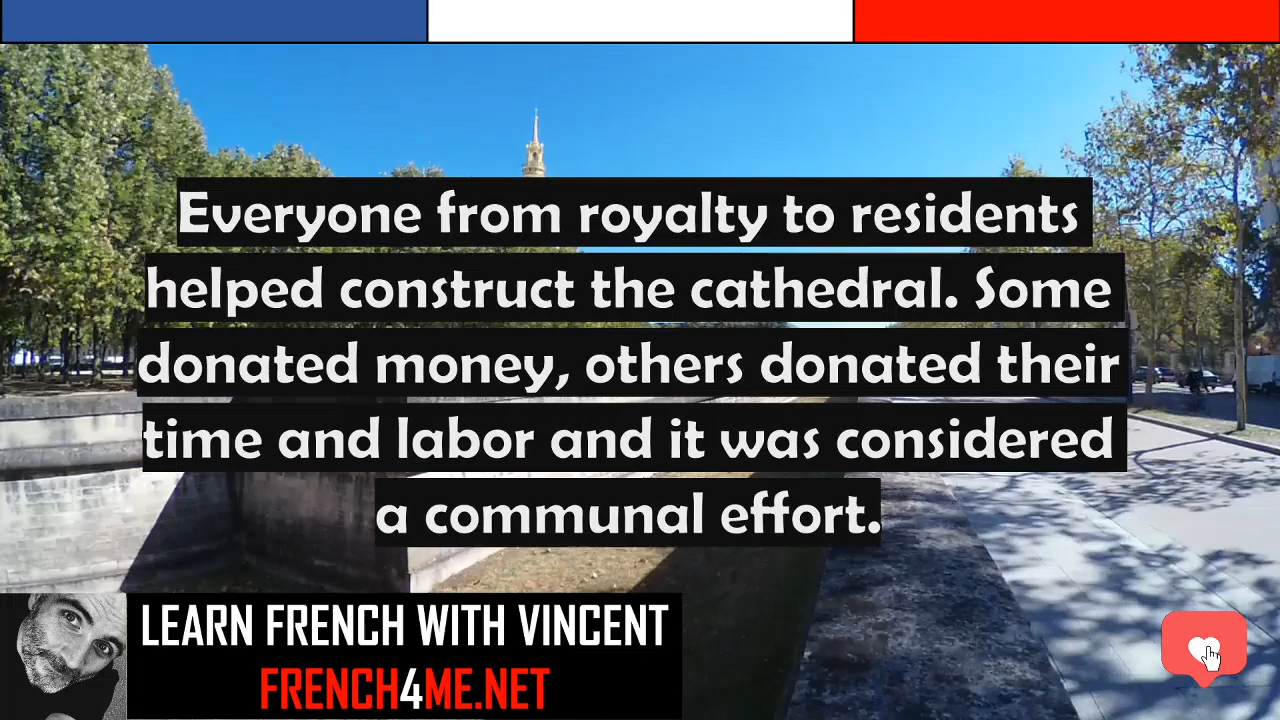 Everyone from royalty to residents
helped construct the cathedral. Some
donated money, others donated their
time and labor and it was considered
a communal effort.
LEARN FRENCH WITH VINCENT
FRENCH4ME.NET